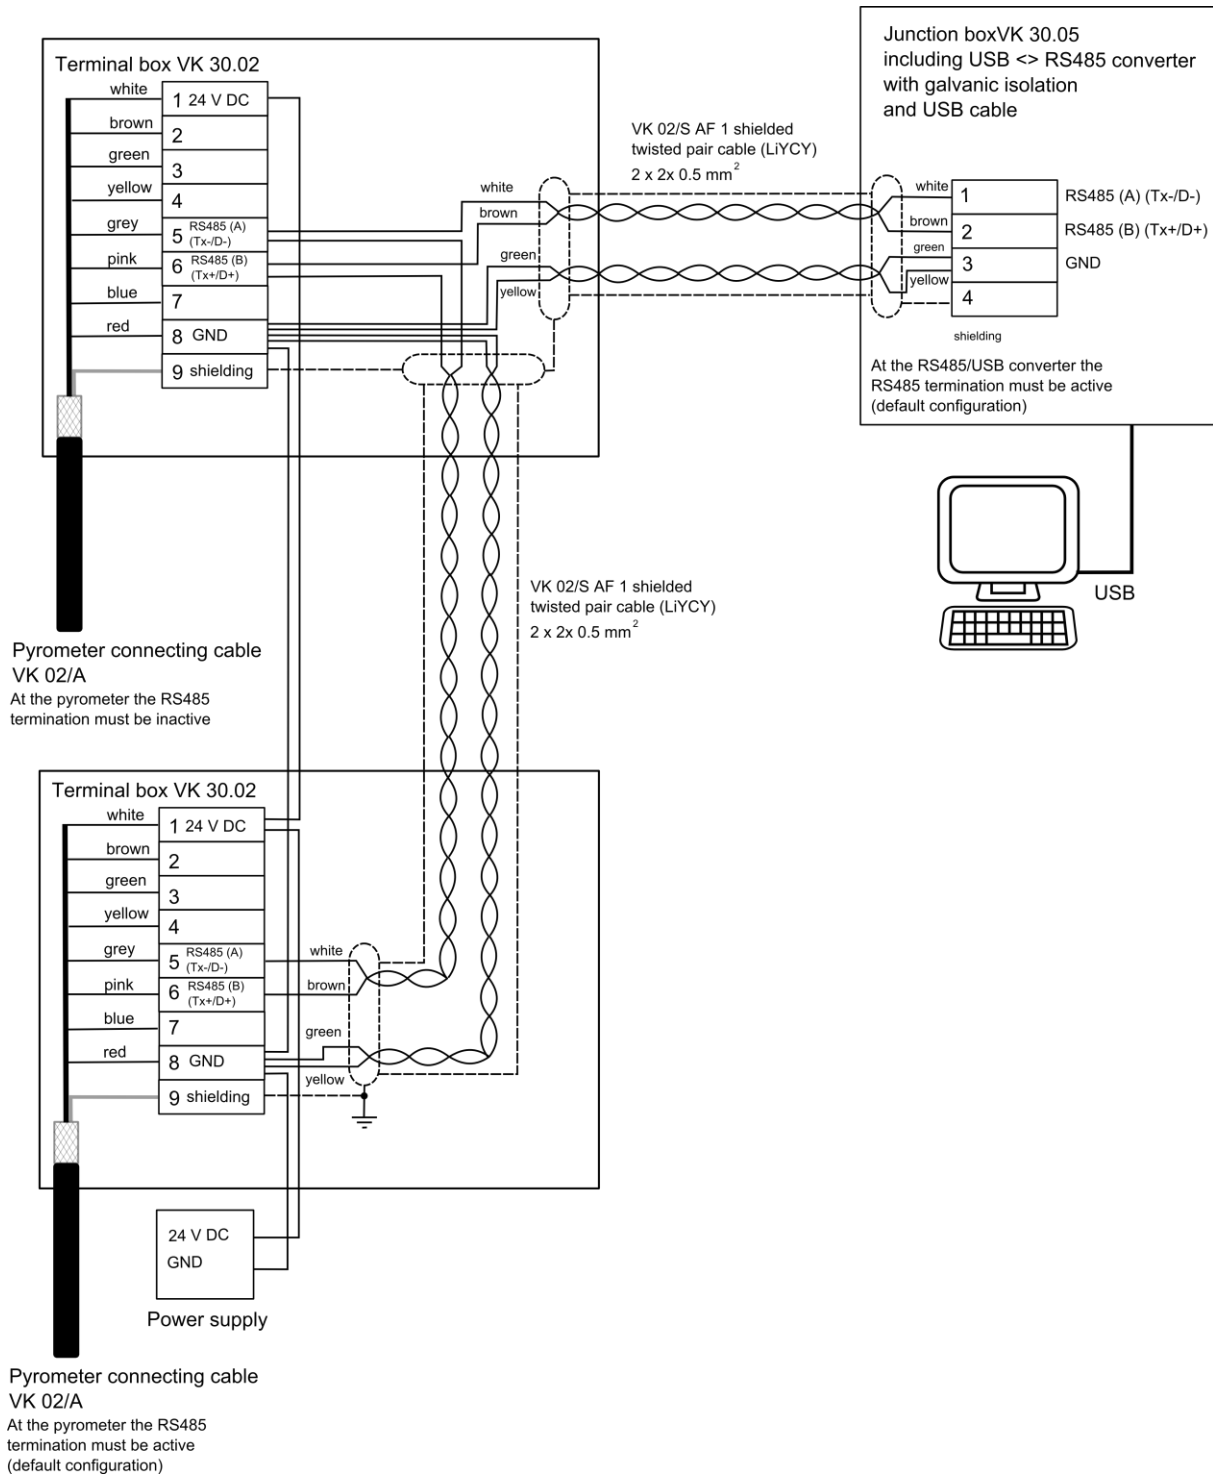 Junction boxVK 30.05
including USB <> RS485 converter
with galvanic isolation
and USB cable
Terminal box VK 30.02
white
1 24 V DC
brown
2
green
3
yellow
4
grey
5 RS485 (A)
(Tx-/D-)
pink
6 RS485 (B)
(Tx+/D+)
blue
7
red
8 GND
9 shielding
VK 02/S AF 1 shielded
twisted pair cable (LiYCY)
2 x 2x 0.5 mm²
white
brown
green
yellow
white
1
RS485 (A) (Tx-/D-)
brown
2
RS485 (B) (Tx+/D+)
green
3
GND
yellow
4
shielding
At the RS485/USB converter the
RS485 termination must be active
(default configuration)
USB
VK 02/S AF 1 shielded
twisted pair cable (LiYCY)
2 x 2x 0.5 mm²
Pyrometer connecting cable
VK 02/A
At the pyrometer the RS485
termination must be inactive
Terminal box VK 30.02
white
1 24 V DC
brown
2
green
3
yellow
4
grey
5 RS485 (A)
(Tx-/D-)
pink
6 RS485 (B)
(Tx+/D+)
blue
7
red
8 GND
9 shielding
white
brown
green
yellow
24 V DC
GND
Power supply
Pyrometer connecting cable
VK 02/A
At the pyrometer the RS485
termination must be active
(default configuration)